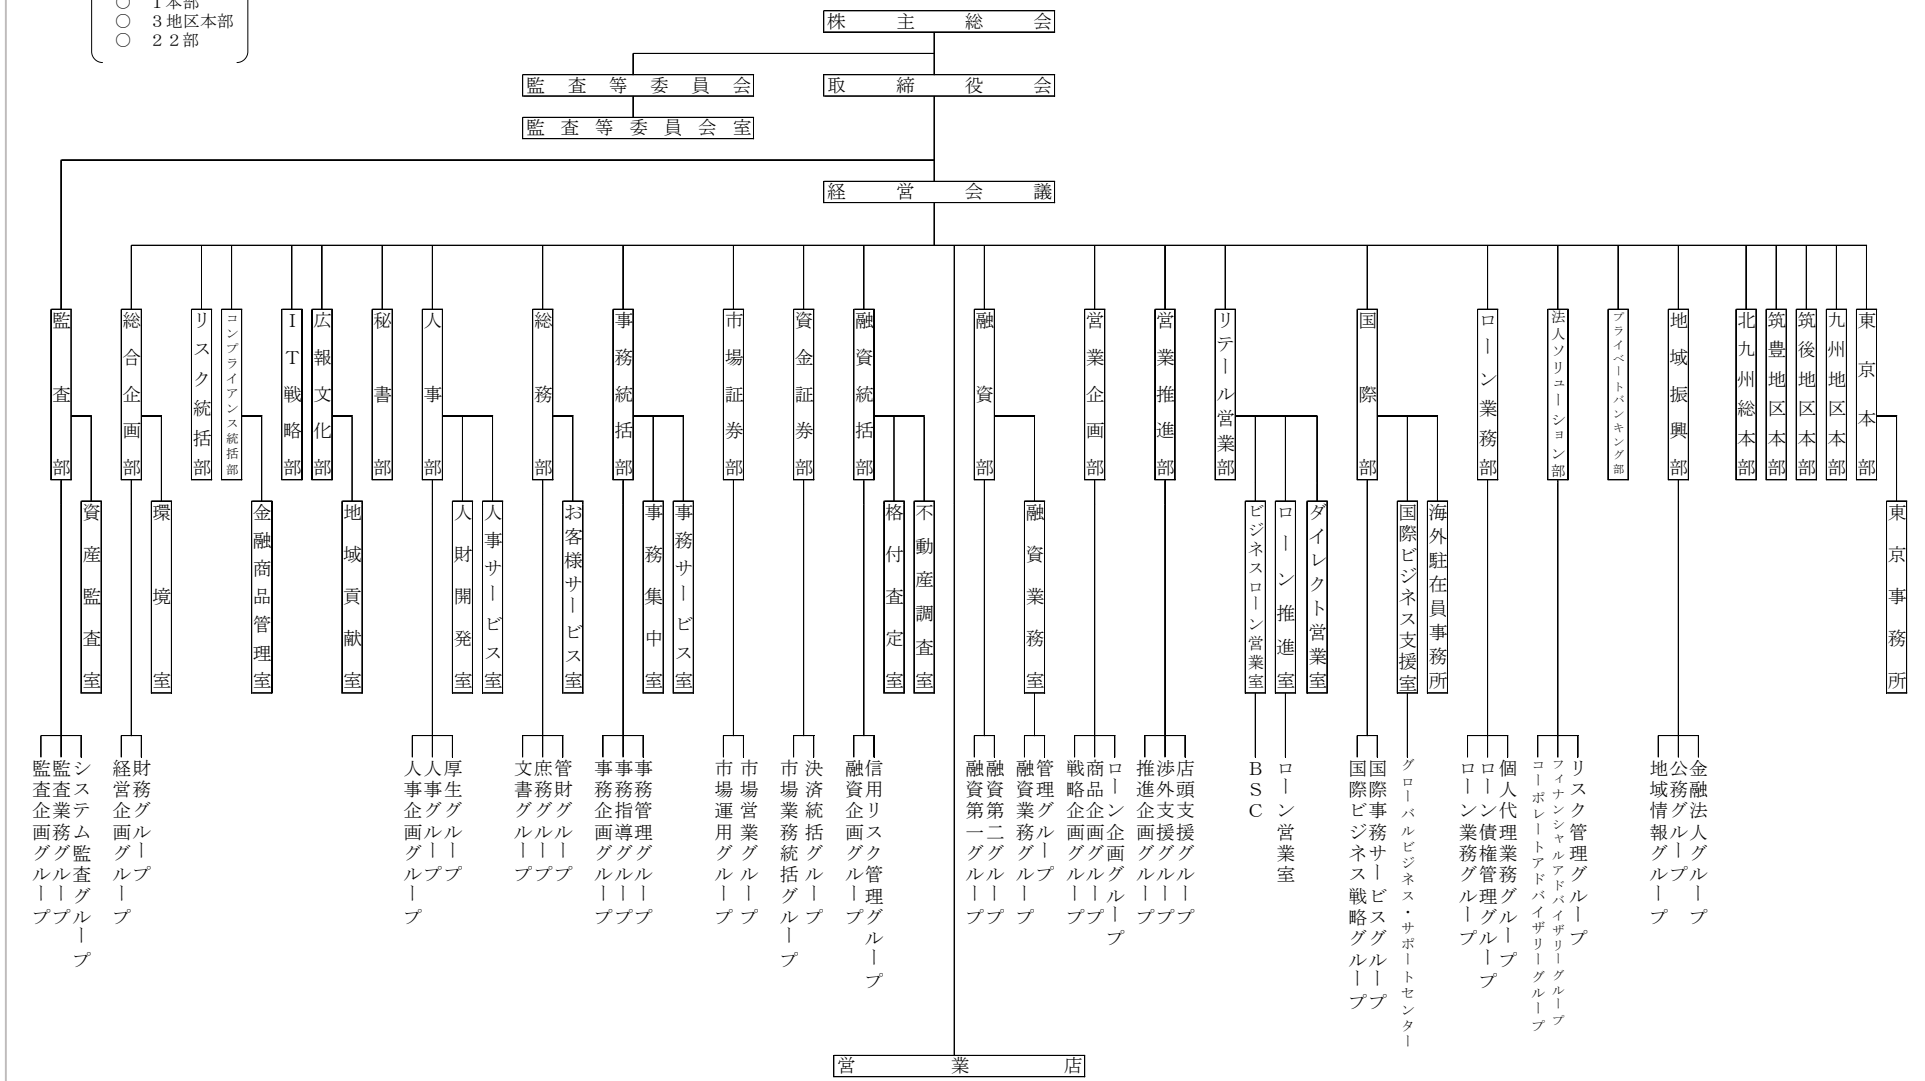 ○ 1本部
○ 3地区本部
○ 22部
株主総会
監査等委員会
取締役会
監査等委員会室
経営会議
監査部
総合企画部
リスク統括部
コンプライアンス統括部
IT戦略部
広報文化部
秘書部
人事部
総務部
事務統括部
市場証券部
資金証券部
融資統括部
融資部
営業企画部
営業推進部
リテール営業部
国際部
ローン業務部
法人ソリューション部
プライベートバンキング部
地域振興部
北九州総本部
筑豊地区本部
筑後地区本部
九州地区本部
東京本部
資産監査室
環境室
金融商品管理室
地域貢献室
人財開発室
人事サービス室
お客様サービス室
事務集中室
事務サービス室
格付査定室
不動産調査室
融資業務室
ビジネスローン営業室
ローン推進室
ダイレクト営業室
国際ビジネス支援室
海外駐在員事務所
東京事務所
監査企画グループ
監査業務グループ
システム監査グループ
経営企画グループ
財務グループ
人事企画グループ
人事グループ
厚生グループ
文書グループ
庶務グループ
管財グループ
事務企画グループ
事務指導グループ
事務管理グループ
市場運用グループ
市場営業グループ
市場業務統括グループ
決済統括グループ
融資企画グループ
信用リスク管理グループ
融資第一グループ
融資第二グループ
融資業務グループ
管理グループ
戦略企画グループ
商品企画グループ
ローン企画グループ
推進企画グループ
渉外支援グループ
店頭支援グループ
BSC
ローン営業室
国際ビジネス戦略グループ
国際事務サービスグループ
グローバルビジネス・サポートセンター
ローン業務グループ
ローン債権管理グループ
個人代理業務グループ
コーポレートアドバイザリーグループ
フィナンシャルアドバイザリーグループ
リスク管理グループ
地域情報グループ
公務グループ
金融法人グループ
営業店